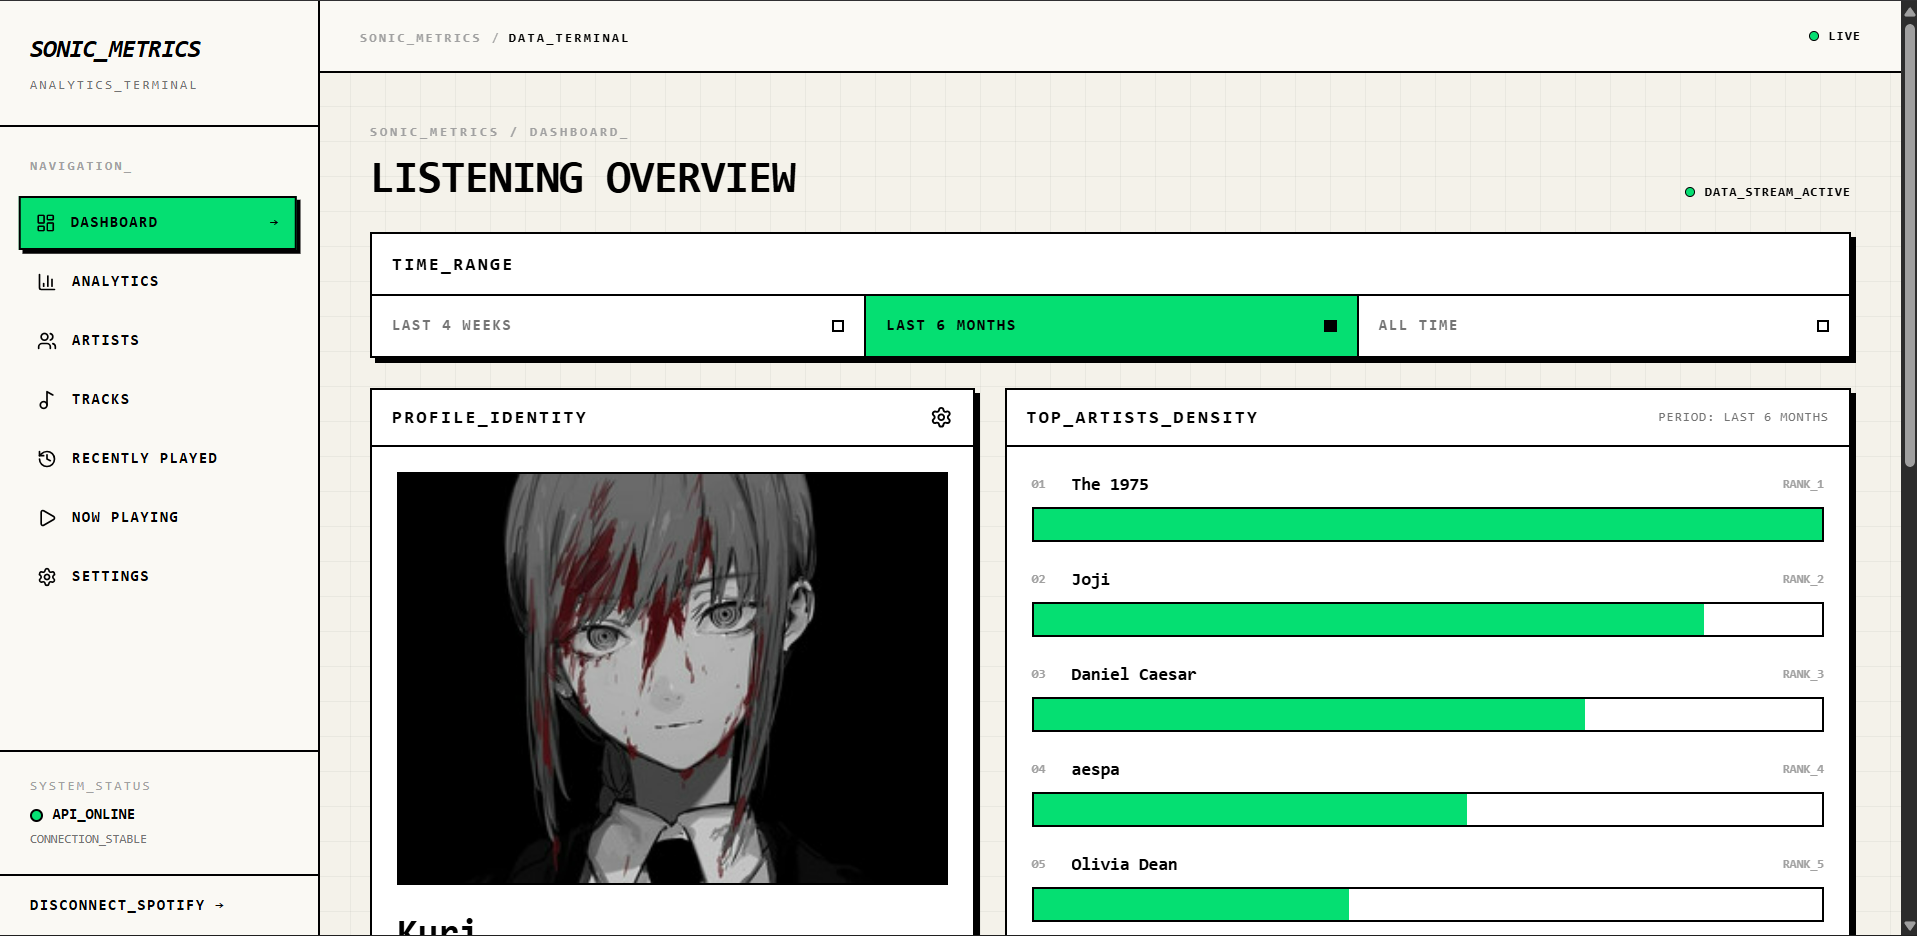 SONIC_METRICS
ANALYTICS_TERMINAL
NAVIGATION_
DASHBOARD →
ANALYTICS
ARTISTS
TRACKS
RECENTLY PLAYED
NOW PLAYING
SETTINGS
SYSTEM_STATUS
API_ONLINE
CONNECTION_STABLE
DISCONNECT_SPOTIFY →
SONIC_METRICS / DATA_TERMINAL
LIVE
SONIC_METRICS / DASHBOARD_
LISTENING OVERVIEW
DATA_STREAM_ACTIVE
TIME_RANGE
LAST 4 WEEKS
LAST 6 MONTHS
ALL TIME
PROFILE_IDENTITY
Kuri
TOP_ARTISTS_DENSITY
PERIOD: LAST 6 MONTHS
01 The 1975 RANK_1
02 Joji RANK_2
03 Daniel Caesar RANK_3
04 aespa RANK_4
05 Olivia Dean RANK_5